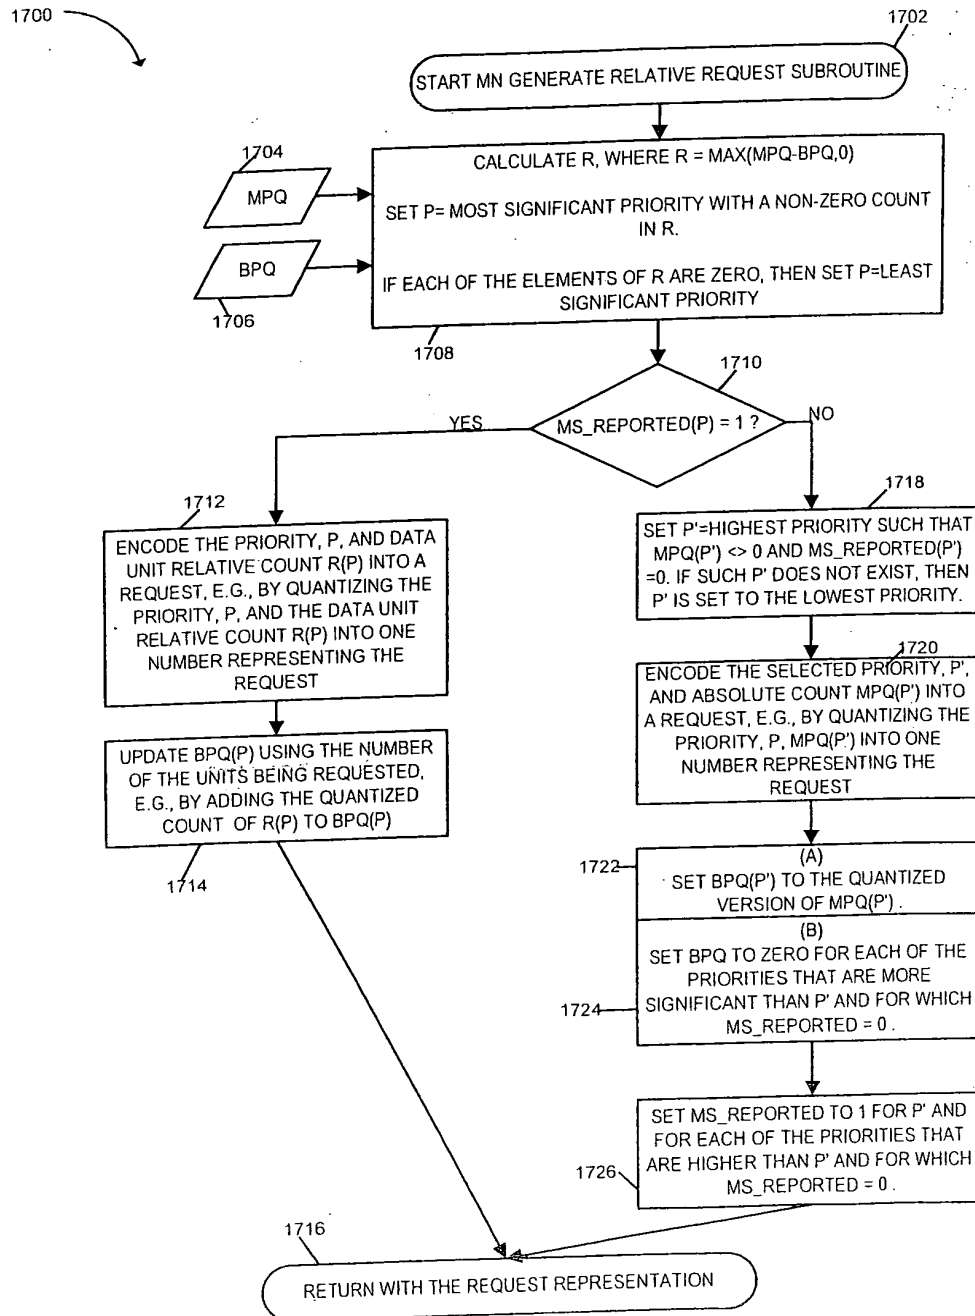 1700
1702
START MN GENERATE RELATIVE REQUEST SUBROUTINE
1704
MPQ
BPQ
1706
CALCULATE R, WHERE R = MAX(MPQ-BPQ,0)
SET P= MOST SIGNIFICANT PRIORITY WITH A NON-ZERO COUNT
IN R.
IF EACH OF THE ELEMENTS OF R ARE ZERO, THEN SET P=LEAST
SIGNIFICANT PRIORITY
1708
1710
MS_REPORTED(P) = 1 ?
YES
NO
1712
ENCODE THE PRIORITY, P, AND DATA
UNIT RELATIVE COUNT R(P) INTO A
REQUEST, E.G., BY QUANTIZING THE
PRIORITY, P, AND THE DATA UNIT
RELATIVE COUNT R(P) INTO ONE
NUMBER REPRESENTING THE
REQUEST
UPDATE BPQ(P) USING THE NUMBER
OF THE UNITS BEING REQUESTED,
E.G., BY ADDING THE QUANTIZED
COUNT OF R(P) TO BPQ(P)
1714
1718
SET P'=HIGHEST PRIORITY SUCH THAT
MPQ(P') <> 0 AND MS_REPORTED(P')
=0. IF SUCH P' DOES NOT EXIST, THEN
P' IS SET TO THE LOWEST PRIORITY.
1720
ENCODE THE SELECTED PRIORITY, P',
AND ABSOLUTE COUNT MPQ(P') INTO
A REQUEST, E.G., BY QUANTIZING THE
PRIORITY, P, MPQ(P') INTO ONE
NUMBER REPRESENTING THE
REQUEST
1722
(A)
SET BPQ(P') TO THE QUANTIZED
VERSION OF MPQ(P') .
(B)
SET BPQ TO ZERO FOR EACH OF THE
PRIORITIES THAT ARE MORE
SIGNIFICANT THAN P' AND FOR WHICH
MS_REPORTED = 0 .
1724
SET MS_REPORTED TO 1 FOR P' AND
FOR EACH OF THE PRIORITIES THAT
ARE HIGHER THAN P' AND FOR WHICH
MS_REPORTED = 0 .
1726
1716
RETURN WITH THE REQUEST REPRESENTATION